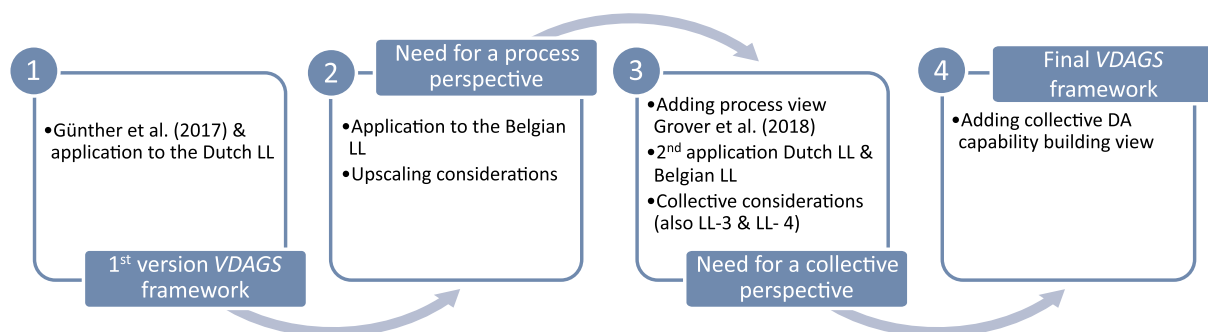 1
•Günther et al. (2017) &
application to the Dutch LL
1st version VDAGS
framework
2
Need for a process
perspective
•Application to the Belgian
LL
•Upscaling considerations
3
•Adding process view
Grover et al. (2018)
•2nd application Dutch LL &
Belgian LL
•Collective considerations
(also LL-3 & LL- 4)
Need for a collective
perspective
4
Final VDAGS
framework
•Adding collective DA
capability building view